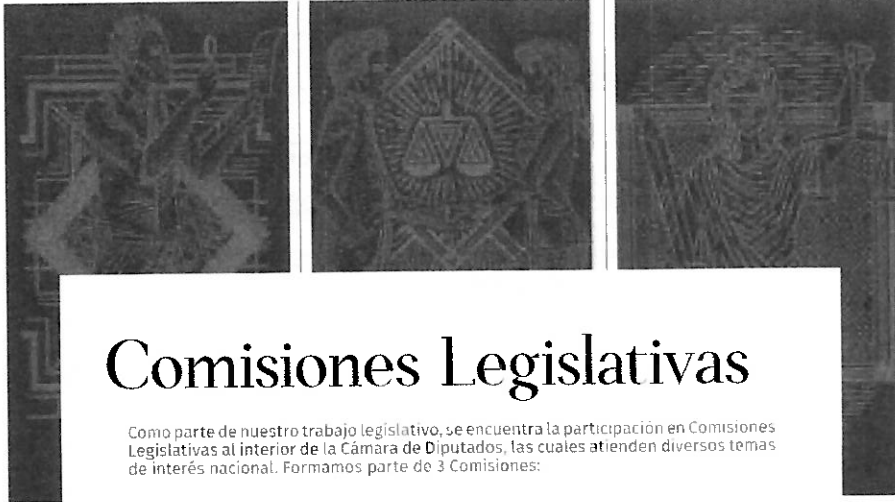 Comisiones Legislativas
Como parte de nuestro trabajo legislativo, se encuentra la participación en Comisiones
Legislativas al interior de la Cámara de Diputados, las cuales atienden diversos temas
de interés nacional. Formamos parte de 3 Comisiones: